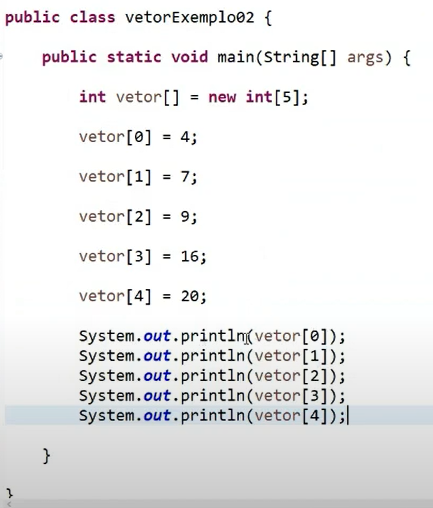 public class vetorExemplo02 {
public static void main(String[] args) {
int vetor[] = new int[5];
vetor[0] = 4;
vetor[1] = 7;
vetor[2] = 9;
vetor[3] = 16;
vetor[4] = 20;
System.out.println(vetor[0]);
System.out.println(vetor[1]);
System.out.println(vetor[2]);
System.out.println(vetor[3]);
System.out.println(vetor[4]);
}
}